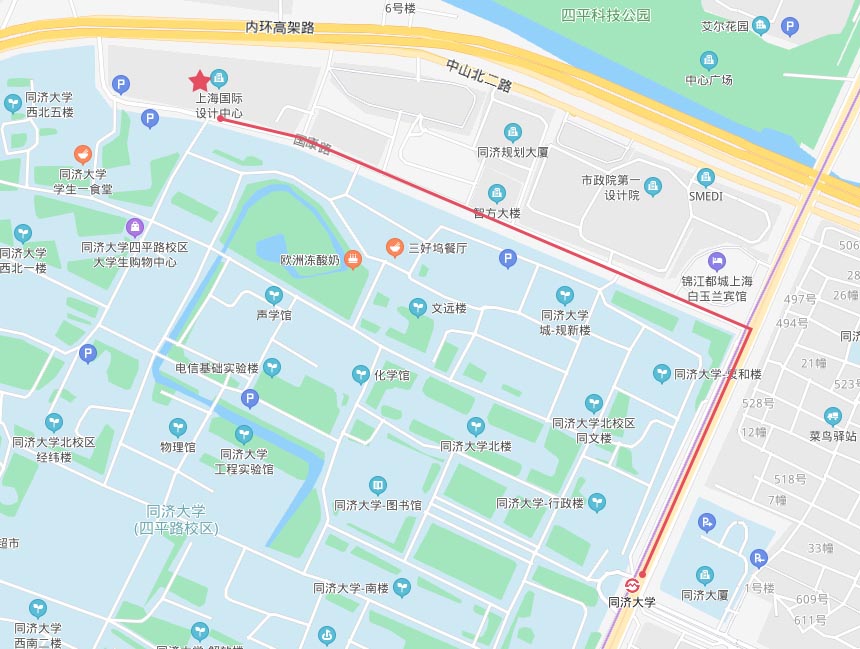 6号楼
四平科技公园
内环高架路
艾尔花园
P
中山北二路
中心广场
P
上海国际
设计中心
同济大学
西北五楼
P
国康路
同济规划大厦
同济大学
学生一食堂
市政院第一
设计院
SMEDI
智方大楼
同济大学
西北一楼
同济大学四平路校区
大学生购物中心
欧洲冻酸奶
三好坞餐厅
P
506
锦江都城上海
白玉兰宾馆
28
26幢
497号
494号
声学馆
文远楼
同济大学
城-规新楼
同济
P
21幢
电信基础实验楼
化学馆
同济大学-复和楼
523号
P
528号
同济大学北校区
经纬楼
物理馆
同济大学
工程实验馆
同济大学北楼
同济大学北校区
同文楼
12幢
菜鸟驿站
518号
同济大学-图书馆
同济大学-行政楼
7幢
同济大学
(四平路校区)
超市
33幢
同济大学-南楼
同济大学
同济大厦
1号楼
609号
611号
同济大学
西南二楼